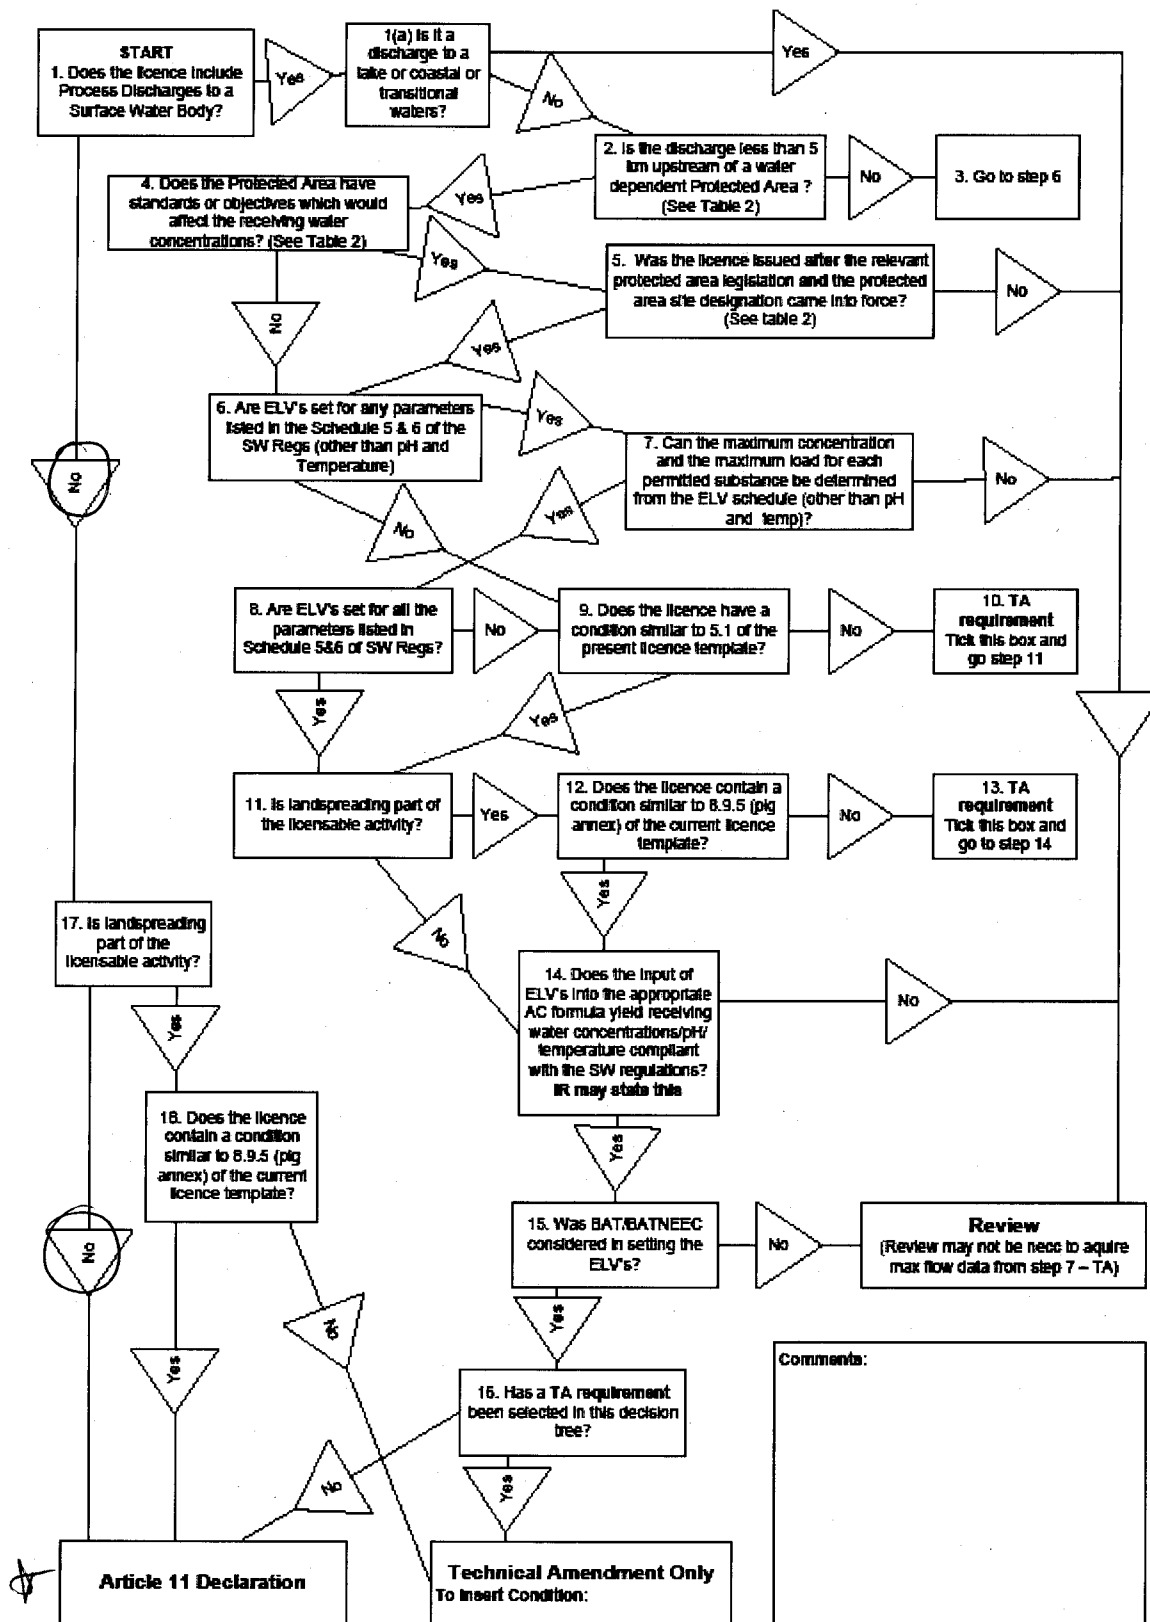 START
1. Does the licence include
Process Discharges to a
Surface Water Body?
Yes
1(a) Is it a
discharge to a
lake or coastal or
transitional
waters?
Yes
No
2. Is the discharge less than 5
km upstream of a water
dependent Protected Area ?
(See Table 2)
No
3. Go to step 6
Yes
4. Does the Protected Area have
standards or objectives which would
affect the receiving water
concentrations? (See Table 2)
Yes
5. Was the licence issued after the relevant
protected area legislation and the protected
area site designation came into force?
(See table 2)
No
No
Yes
6. Are ELV's set for any parameters
listed in the Schedule 5 & 6 of the
SW Regs (other than pH and
Temperature)
Yes
7. Can the maximum concentration
and the maximum load for each
permitted substance be determined
from the ELV schedule (other than pH
and temp)?
No
No
Yes
No
8. Are ELV's set for all the
parameters listed in
Schedule 5&6 of SW Regs?
No
9. Does the licence have a
condition similar to 5.1 of the
present licence template?
No
10. TA
requirement
Tick this box and
go step 11
Yes
Yes
11. Is landspreading part of
the licensable activity?
Yes
12. Does the licence contain a
condition similar to 8.9.5 (pig
annex) of the current licence
template?
No
13. TA
requirement
Tick this box and
go to step 14
Yes
No
17. Is landspreading
part of the
licensable activity?
Yes
14. Does the input of
ELV's into the appropriate
AC formula yield receiving
water concentrations/pH/
temperature compliant
with the SW regulations?
IR may state this
No
18. Does the licence
contain a condition
similar to 8.9.5 (pig
annex) of the current
licence template?
Yes
15. Was BAT/BATNEEC
considered in setting the
ELV's?
No
Review
(Review may not be necc to aquire
max flow data from step 7 – TA)
No
Yes
No
Yes
Comments:
16. Has a TA requirement
been selected in this decision
tree?
No
Yes
Article 11 Declaration
Technical Amendment Only
To Insert Condition: